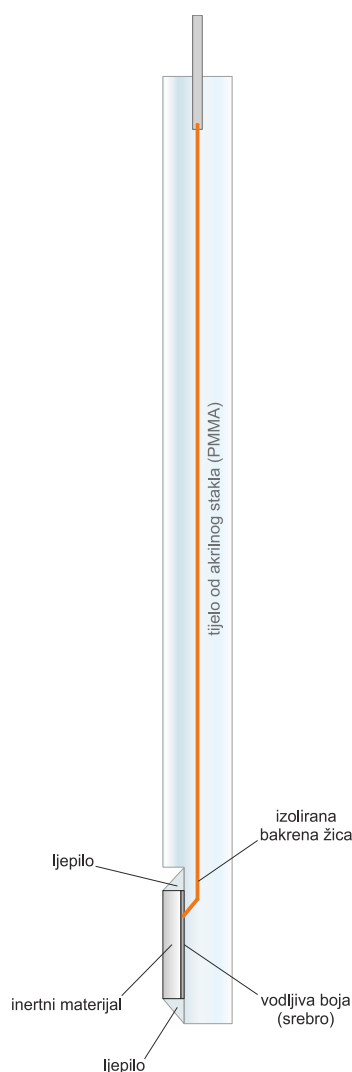 tijelo od akrilnog stakla (PMMA)
izolirana
bakrena žica
ljepilo
inertni materijal
vodljiva boja
(srebro)
ljepilo